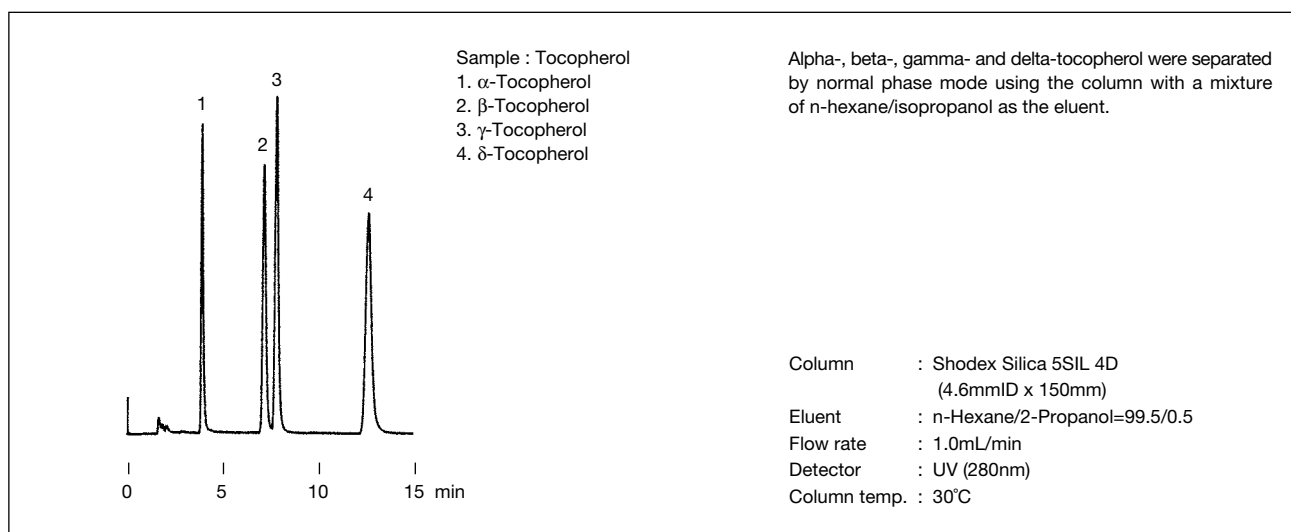 Sample : Tocopherol
1. α-Tocopherol
2. β-Tocopherol
3. γ-Tocopherol
4. δ-Tocopherol
Alpha-, beta-, gamma- and delta-tocopherol were separated
by normal phase mode using the column with a mixture
of n-hexane/isopropanol as the eluent.
1
2
3
4
0 5 10 15 min
Column : Shodex Silica 5SIL 4D
(4.6mmID x 150mm)
Eluent : n-Hexane/2-Propanol=99.5/0.5
Flow rate : 1.0mL/min
Detector : UV (280nm)
Column temp. : 30°C